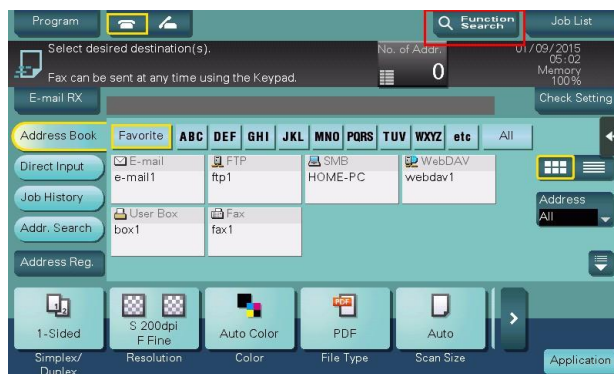 Program
Function Search
Job List
Select desired destination(s).
Fax can be sent at any time using the Keypad.
No. of Addr.
0
01/09/2015
05:02
Memory
100%
E-mail RX
Check Setting
Address Book
Favorite ABC DEF GHI JKL MNO PQRS TUV WXYZ etc All
Direct Input
E-mail
e-mail1
FTP
ftp1
SMB
HOME-PC
WebDAV
webdav1
Job History
Address
All
Addr. Search
User Box
box1
Fax
fax1
Address Reg.
1-Sided
S 200dpi
F Fine
Auto Color
PDF
Auto
Simplex/
Duplex
Resolution
Color
File Type
Scan Size
Application